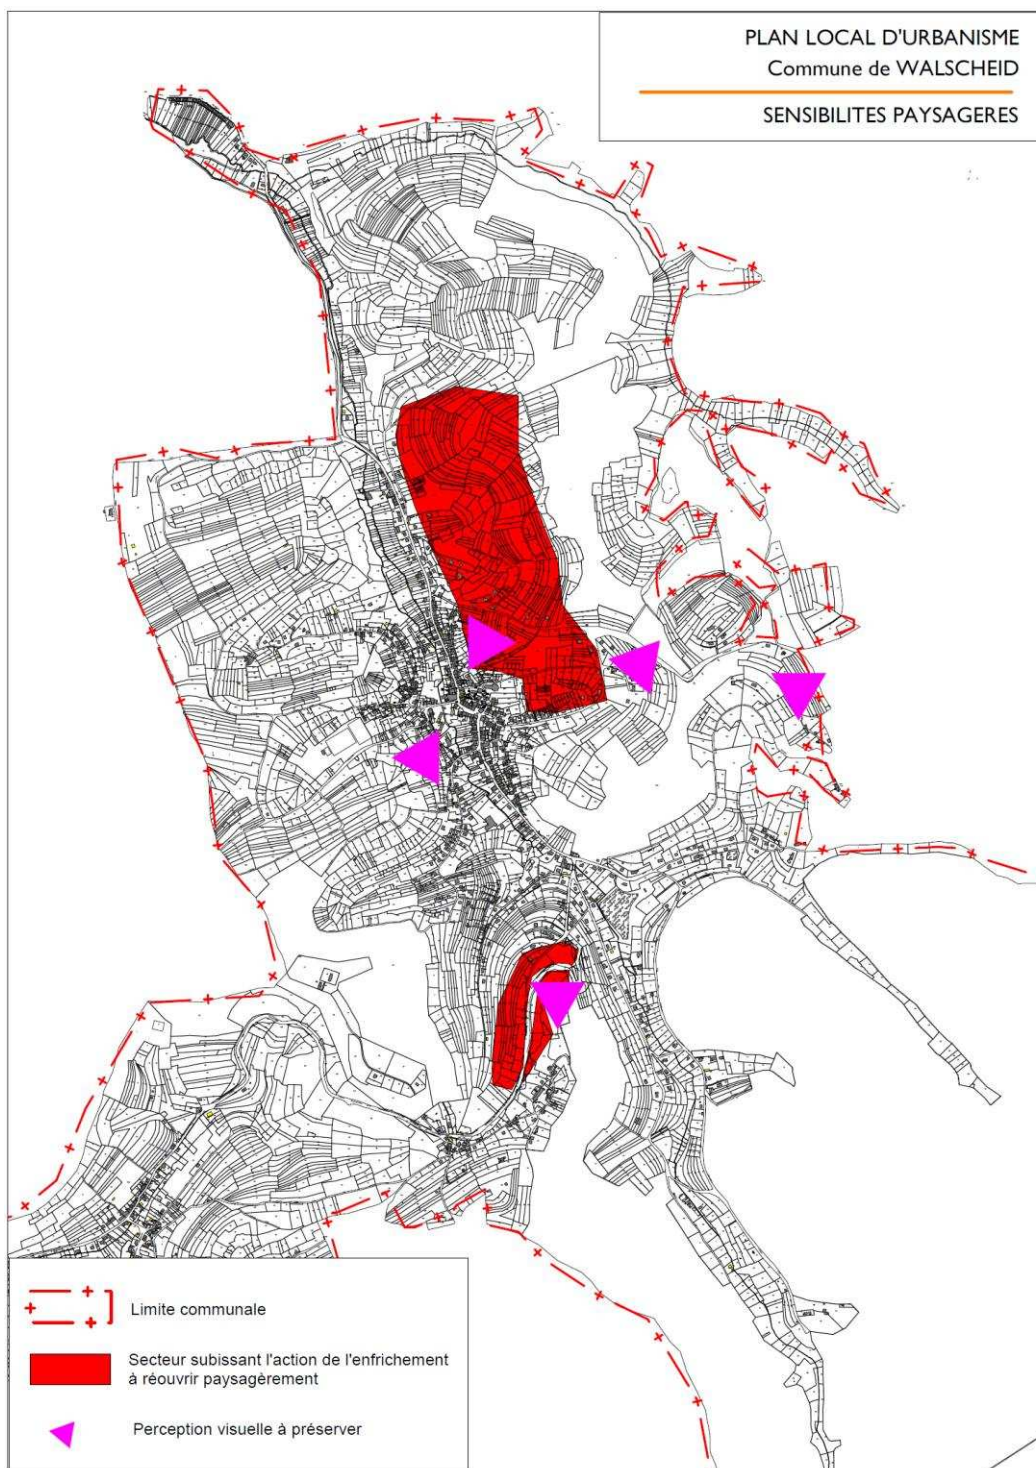 PLAN LOCAL D'URBANISME
Commune de WALSCHEID
SENSIBILITES PAYSAGERES
Limite communale
Secteur subissant l'action de l'enfrichement
à réouvrir paysagèrement
Perception visuelle à préserver